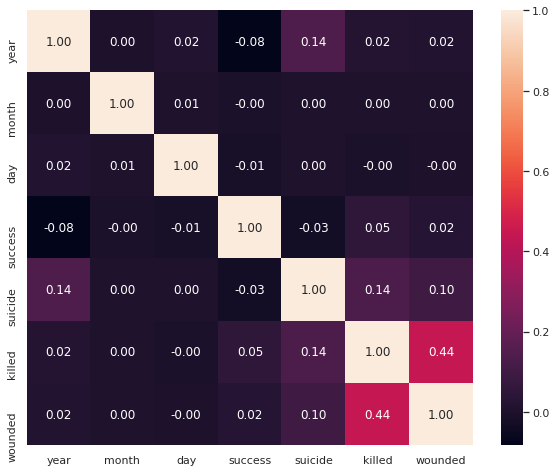 year 1.00 0.00 0.02 -0.08 0.14 0.02 0.02
month 0.00 1.00 0.01 -0.00 0.00 0.00 0.00
day 0.02 0.01 1.00 -0.01 0.00 -0.00 -0.00
success -0.08 -0.00 -0.01 1.00 -0.03 0.05 0.02
suicide 0.14 0.00 0.00 -0.03 1.00 0.14 0.10
killed 0.02 0.00 -0.00 0.05 0.14 1.00 0.44
wounded 0.02 0.00 -0.00 0.02 0.10 0.44 1.00
year month day success suicide killed wounded
1.0
0.8
0.6
0.4
0.2
0.0